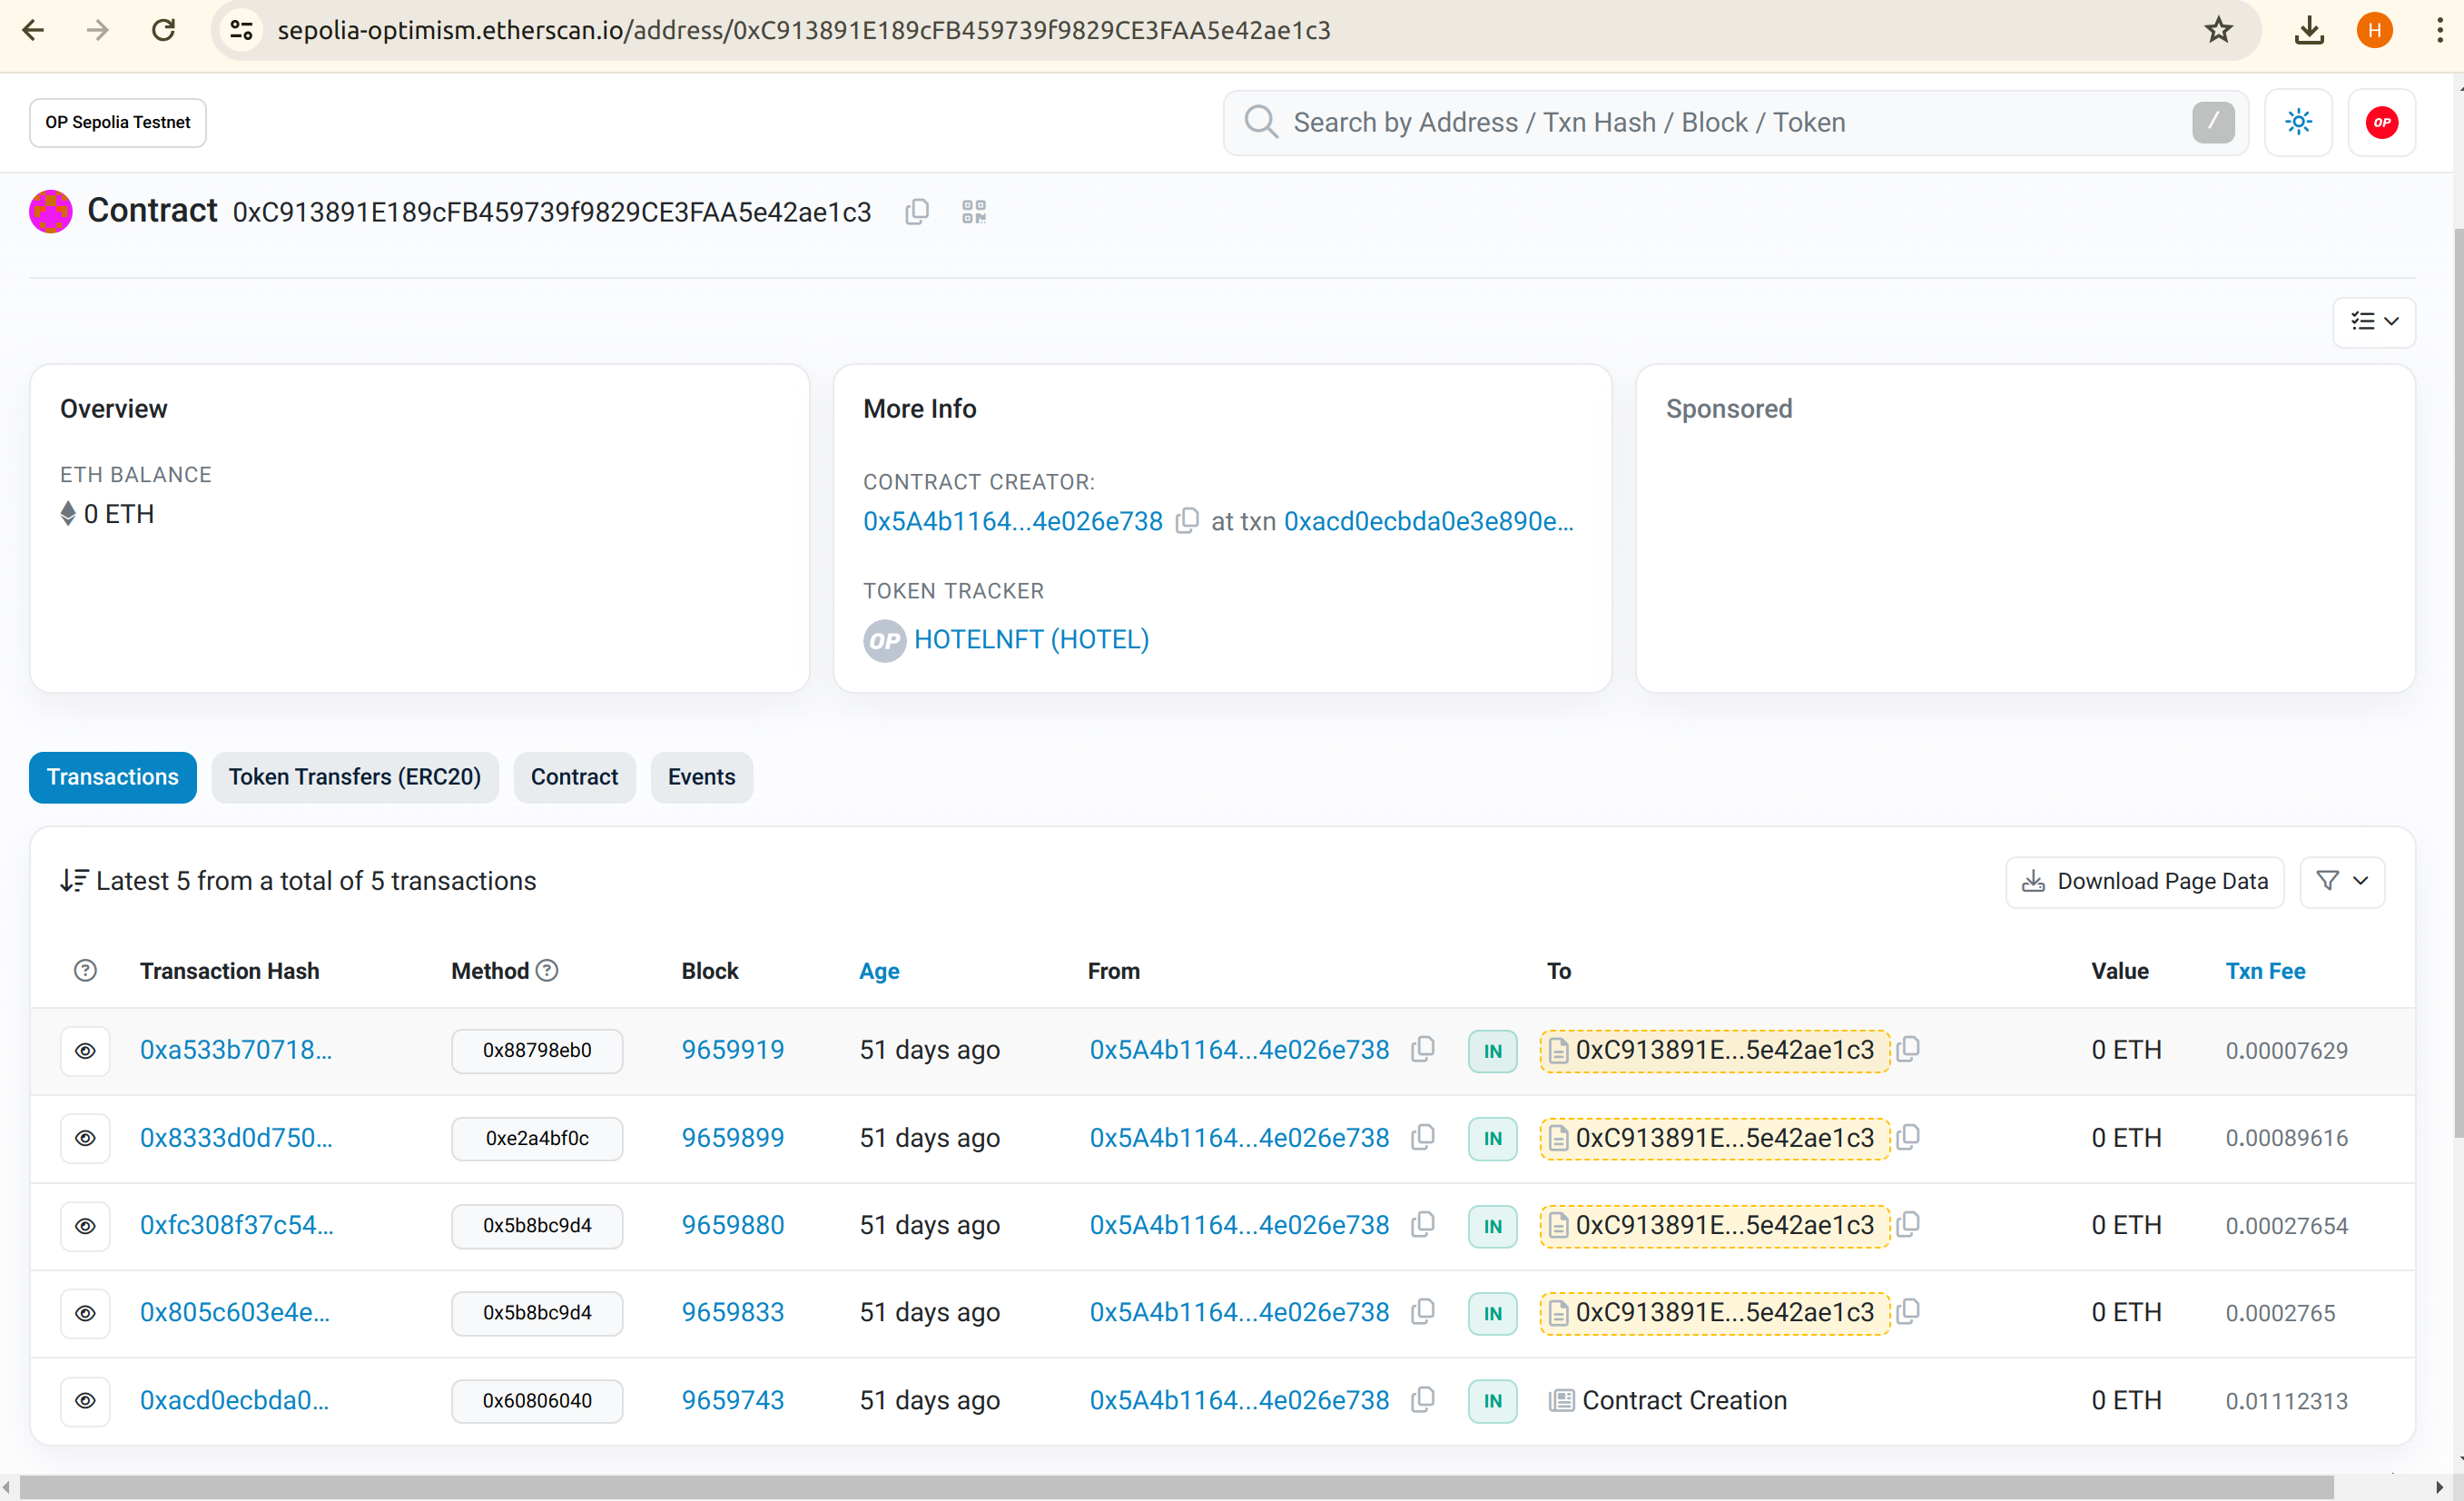 sepolia-optimism.etherscan.io/address/0xC913891E189cFB459739f9829CE3FAA5e42ae1c3
H
OP Sepolia Testnet
Search by Address / Txn Hash / Block / Token
/
OP
Contract 0xC913891E189cFB459739f9829CE3FAA5e42ae1c3
Overview
ETH BALANCE
0 ETH
More Info
CONTRACT CREATOR:
0x5A4b1164...4e026e738 at txn 0xacd0ecbda0e3e890e...
TOKEN TRACKER
OP HOTELNFT (HOTEL)
Sponsored
Transactions Token Transfers (ERC20) Contract Events
Latest 5 from a total of 5 transactions
Download Page Data
? Transaction Hash Method ? Block Age From To Value Txn Fee
0xa533b70718... 0x88798eb0 9659919 51 days ago 0x5A4b1164...4e026e738 IN 0xC913891E...5e42ae1c3 0 ETH 0.00007629
0x8333d0d750... 0xe2a4bf0c 9659899 51 days ago 0x5A4b1164...4e026e738 IN 0xC913891E...5e42ae1c3 0 ETH 0.00089616
0xfc308f37c54... 0x5b8bc9d4 9659880 51 days ago 0x5A4b1164...4e026e738 IN 0xC913891E...5e42ae1c3 0 ETH 0.00027654
0x805c603e4e... 0x5b8bc9d4 9659833 51 days ago 0x5A4b1164...4e026e738 IN 0xC913891E...5e42ae1c3 0 ETH 0.0002765
0xacd0ecbda0... 0x60806040 9659743 51 days ago 0x5A4b1164...4e026e738 IN Contract Creation 0 ETH 0.01112313